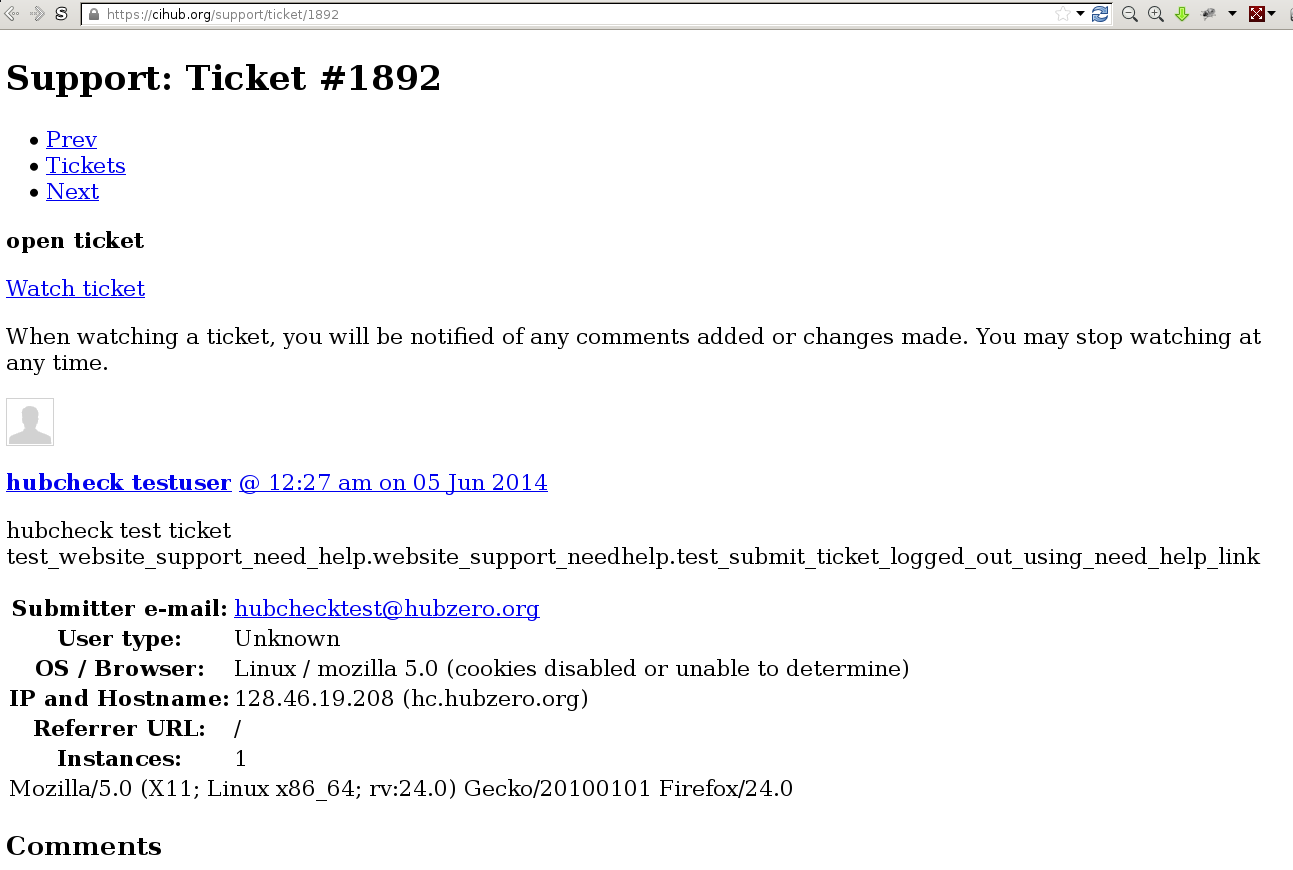 https://cihub.org/support/ticket/1892
Support: Ticket #1892
• Prev
• Tickets
• Next
open ticket
Watch ticket
When watching a ticket, you will be notified of any comments added or changes made. You may stop watching at
any time.
hubcheck testuser @ 12:27 am on 05 Jun 2014
hubcheck test ticket
test_website_support_need_help.website_support_needhelp.test_submit_ticket_logged_out_using_need_help_link
Submitter e-mail: hubchecktest@hubzero.org
User type: Unknown
OS / Browser: Linux / mozilla 5.0 (cookies disabled or unable to determine)
IP and Hostname: 128.46.19.208 (hc.hubzero.org)
Referrer URL: /
Instances: 1
Mozilla/5.0 (X11; Linux x86_64; rv:24.0) Gecko/20100101 Firefox/24.0
Comments